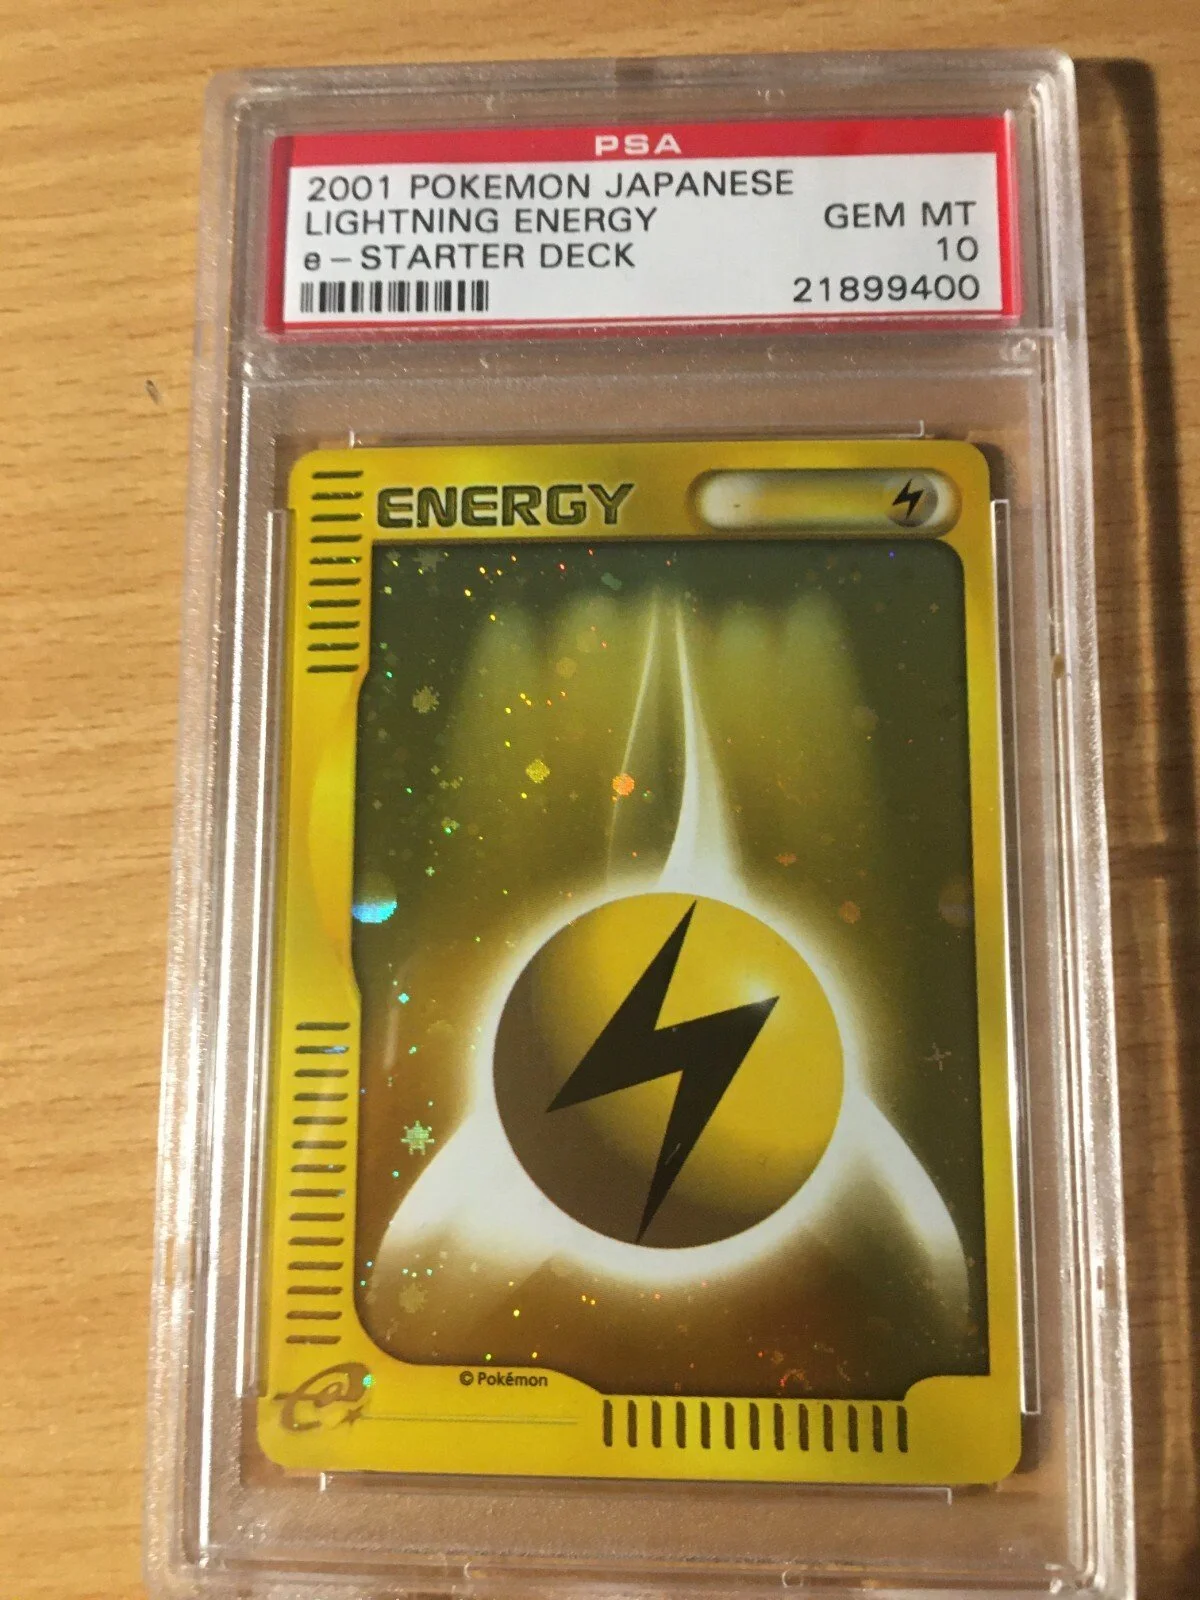 PSA
2001 POKEMON JAPANESE
LIGHTNING ENERGY
GEM MT
e-STARTER DECK
10
21899400
ENERGY
© Pokémon
e